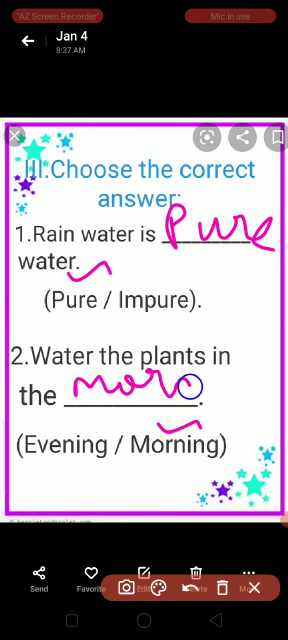 "AZ Screen Recorder"
Mic in use
Jan 4
8:37 AM
III.Choose the correct
answer:
1.Rain water is Pure
water.
(Pure / Impure).
2.Water the plants in
the mor .
(Evening / Morning)
Send
Favorite